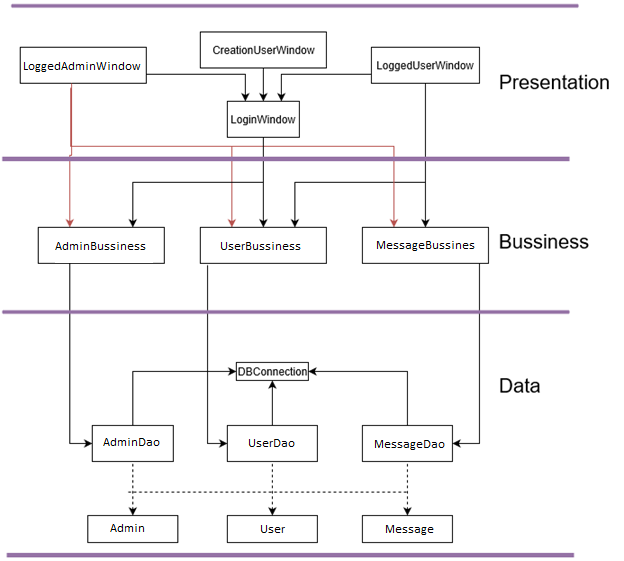 CreationUserWindow
LoggedAdminWindow
LoggedUserWindow
Presentation
LoginWindow
AdminBussiness
UserBussiness
MessageBussines
Bussiness
DBConnection
Data
AdminDao
UserDao
MessageDao
Admin
User
Message